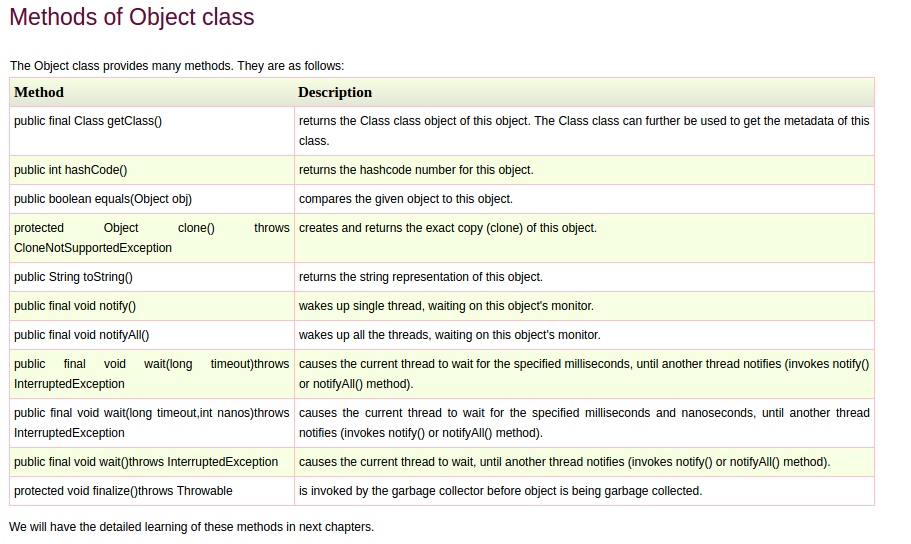 Methods of Object class
The Object class provides many methods. They are as follows:
Method Description
public final Class getClass() returns the Class class object of this object. The Class class can further be used to get the metadata of this
class.
public int hashCode() returns the hashcode number for this object.
public boolean equals(Object obj) compares the given object to this object.
protected Object clone() throws creates and returns the exact copy (clone) of this object.
CloneNotSupportedException
public String toString() returns the string representation of this object.
public final void notify() wakes up single thread, waiting on this object's monitor.
public final void notifyAll() wakes up all the threads, waiting on this object's monitor.
public final void wait(long timeout)throws causes the current thread to wait for the specified milliseconds, until another thread notifies (invokes notify()
InterruptedException or notifyAll() method).
public final void wait(long timeout,int nanos)throws causes the current thread to wait for the specified milliseconds and nanoseconds, until another thread
InterruptedException notifies (invokes notify() or notifyAll() method).
public final void wait()throws InterruptedException causes the current thread to wait, until another thread notifies (invokes notify() or notifyAll() method).
protected void finalize()throws Throwable is invoked by the garbage collector before object is being garbage collected.
We will have the detailed learning of these methods in next chapters.